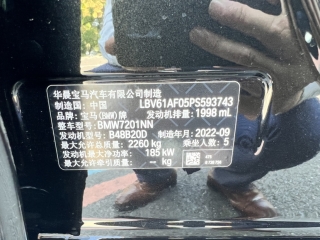 华晨宝马汽车有限公司制造
制造国: 中国 LBV61AF05PS593743
品牌: 宝马(BMW)牌 发动机排量: 1998 mL
整车型号: BMW7201NN
发动机型号: B48B20D 制造年月: 2022-09
最大允许总质量: 2260 kg 乘坐人数: 5
发动机最大净功率: 185 kW
最大允许牵引质量: — kg